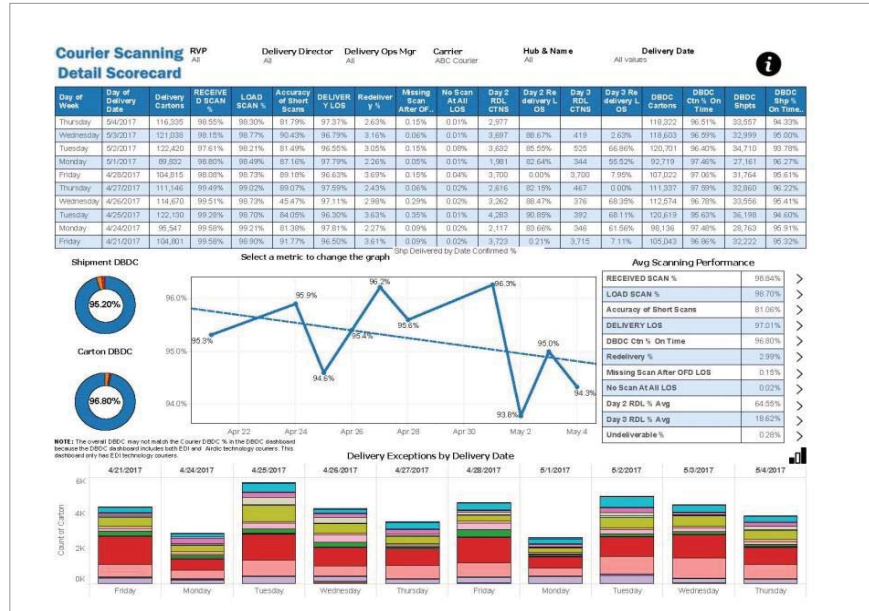 Courier Scanning
Detail Scorecard
RVP
All
Delivery Director
All
Delivery Ops Mgr
All
Carrier
ABC Courier
Hub & Name
All
Delivery Date
All values
i
Day of Week Day of Delivery Date Delivery Cartons RECEIVED SCAN % LOAD SCAN % Accuracy of Short Scans DELIVERY LOS Redelivery % Missing Scan After OF.. No Scan At All LOS Day 2 RDL CTNS Day 2 Redelivery LOS Day 3 RDL CTNS Day 3 Redelivery LOS DBDC Cartons DBDC Ctn % On Time DBDC Shpts DBDC Shp % On Time..
Thursday 5/4/2017 116,335 98.55% 98.30% 81.79% 97.37% 2.63% 0.15% 0.01% 2,977 118,322 96.51% 33,557 94.33%
Wednesday 5/3/2017 121,038 98.15% 98.77% 90.43% 96.79% 3.16% 0.06% 0.01% 3,697 88.67% 419 2.63% 118,603 96.59% 32,999 95.00%
Tuesday 5/2/2017 122,420 97.61% 98.21% 81.49% 96.55% 3.05% 0.15% 0.08% 3,632 85.55% 525 66.86% 120,701 96.40% 34,710 93.78%
Monday 5/1/2017 89,832 98.80% 98.49% 87.16% 97.79% 2.26% 0.05% 0.01% 1,981 82.64% 344 55.52% 92,719 97.46% 27,161 96.27%
Friday 4/28/2017 104,815 98.08% 98.73% 89.18% 96.63% 3.69% 0.15% 0.04% 3,700 0.00% 3,700 7.95% 107,022 97.06% 31,764 95.61%
Thursday 4/27/2017 111,146 99.49% 99.02% 89.07% 97.59% 2.43% 0.06% 0.02% 2,616 82.15% 467 0.00% 111,337 97.59% 32,860 96.22%
Wednesday 4/26/2017 114,670 99.51% 98.73% 45.47% 97.11% 2.98% 0.29% 0.02% 3,262 88.47% 376 68.35% 112,574 96.78% 33,556 95.41%
Tuesday 4/25/2017 122,130 99.28% 98.70% 84.05% 96.30% 3.63% 0.35% 0.01% 4,283 90.85% 392 68.11% 120,619 95.63% 36,198 94.60%
Monday 4/24/2017 95,547 99.58% 99.21% 81.38% 97.81% 2.27% 0.09% 0.02% 2,117 83.66% 346 61.56% 98,136 97.48% 28,763 95.91%
Friday 4/21/2017 104,801 99.58% 98.90% 91.77% 96.50% 3.61% 0.09% 0.02% 3,723 0.21% 3,715 7.11% 105,043 96.86% 32,222 95.32%
Shipment DBDC
95.20%
Carton DBDC
96.80%
Select a metric to change the graph
Shp Delivered by Date Confirmed %
96.0%
95.0%
94.0%
95.3%
95.9%
94.6%
95.4%
96.2%
95.6%
96.3%
93.8%
95.0%
94.3%
Apr 22 Apr 24 Apr 26 Apr 28 Apr 30 May 2 May 4
Avg Scanning Performance
RECEIVED SCAN % 98.84%
LOAD SCAN % 98.70%
Accuracy of Short Scans 81.06%
DELIVERY LOS 97.01%
DBDC Ctn % On Time 96.80%
Redelivery % 2.99%
Missing Scan After OFD LOS 0.15%
No Scan At All LOS 0.02%
Day 2 RDL % Avg 64.55%
Day 3 RDL % Avg 18.62%
Undeliverable % 0.28%
NOTE: The overall DBDC may not match the Courier DBDC % in the DBDC dashboard
because the DBDC dashboard includes both EDI and Airclic technology couriers. This
dashboard only has EDI technology couriers.
Delivery Exceptions by Delivery Date
4/21/2017 4/24/2017 4/25/2017 4/26/2017 4/27/2017 4/28/2017 5/1/2017 5/2/2017 5/3/2017 5/4/2017
Count of Carton
6K
4K
2K
0K
Friday Monday Tuesday Wednesday Thursday Friday Monday Tuesday Wednesday Thursday